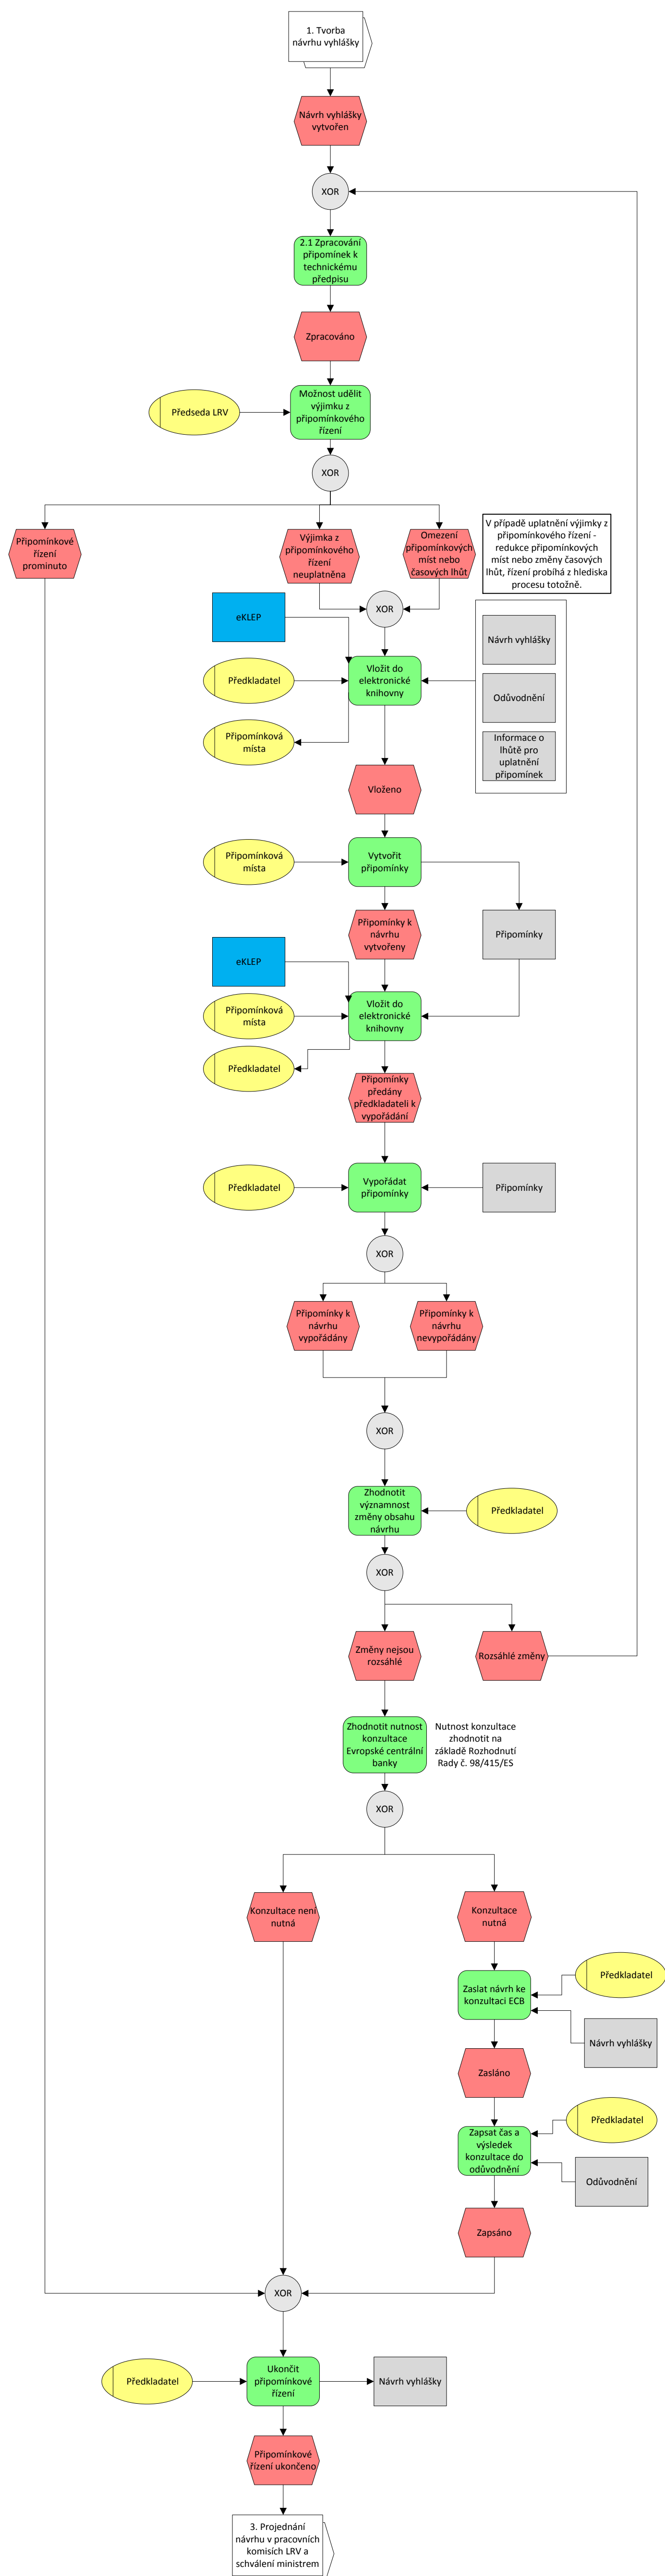 1. Tvorba
návrhu vyhlášky
Návrh vyhlášky
vytvořen
XOR
2.1 Zpracování
připomínek k
technickému
předpisu
Zpracováno
Předseda LRV
Možnost udělit
výjimku z
připomínkového
řízení
XOR
Připomínkové
řízení
prominuto
Výjimka z
připomínkového
řízení
neuplatněna
Omezení
připomínkových
míst nebo
časových lhůt
V případě uplatnění výjimky z
připomínkového řízení -
redukce připomínkových
míst nebo změny časových
lhůt, řízení probíhá z hlediska
procesu totožně.
XOR
eKLEP
Předkladatel
Připomínková
místa
Vložit do
elektronické
knihovny
Návrh vyhlášky
Odůvodnění
Informace o
lhůtě pro
uplatnění
připomínek
Vloženo
Připomínková
místa
Vytvořit
připomínky
Připomínky k
návrhu
vytvořeny
Připomínky
eKLEP
Připomínková
místa
Předkladatel
Vložit do
elektronické
knihovny
Připomínky
předány
předkladateli k
vypořádání
Předkladatel
Vypořádat
připomínky
Připomínky
XOR
Připomínky k
návrhu
vypořádány
Připomínky k
návrhu
nevypořádány
XOR
Zhodnotit
významnost
změny obsahu
návrhu
Předkladatel
XOR
Změny nejsou
rozsáhlé
Rozsáhlé změny
Zhodnotit nutnost
konzultace
Evropské centrální
banky
Nutnost konzultace
zhodnotit na
základě Rozhodnutí
Rady č. 98/415/ES
XOR
Konzultace není
nutná
Konzultace
nutná
Zaslat návrh ke
konzultaci ECB
Předkladatel
Návrh vyhlášky
Zasláno
Zapsat čas a
výsledek
konzultace do
odůvodnění
Předkladatel
Odůvodnění
Zapsáno
XOR
Předkladatel
Ukončit
připomínkové
řízení
Návrh vyhlášky
Připomínkové
řízení ukončeno
3. Projednání
návrhu v pracovních
komisích LRV a
schválení ministrem